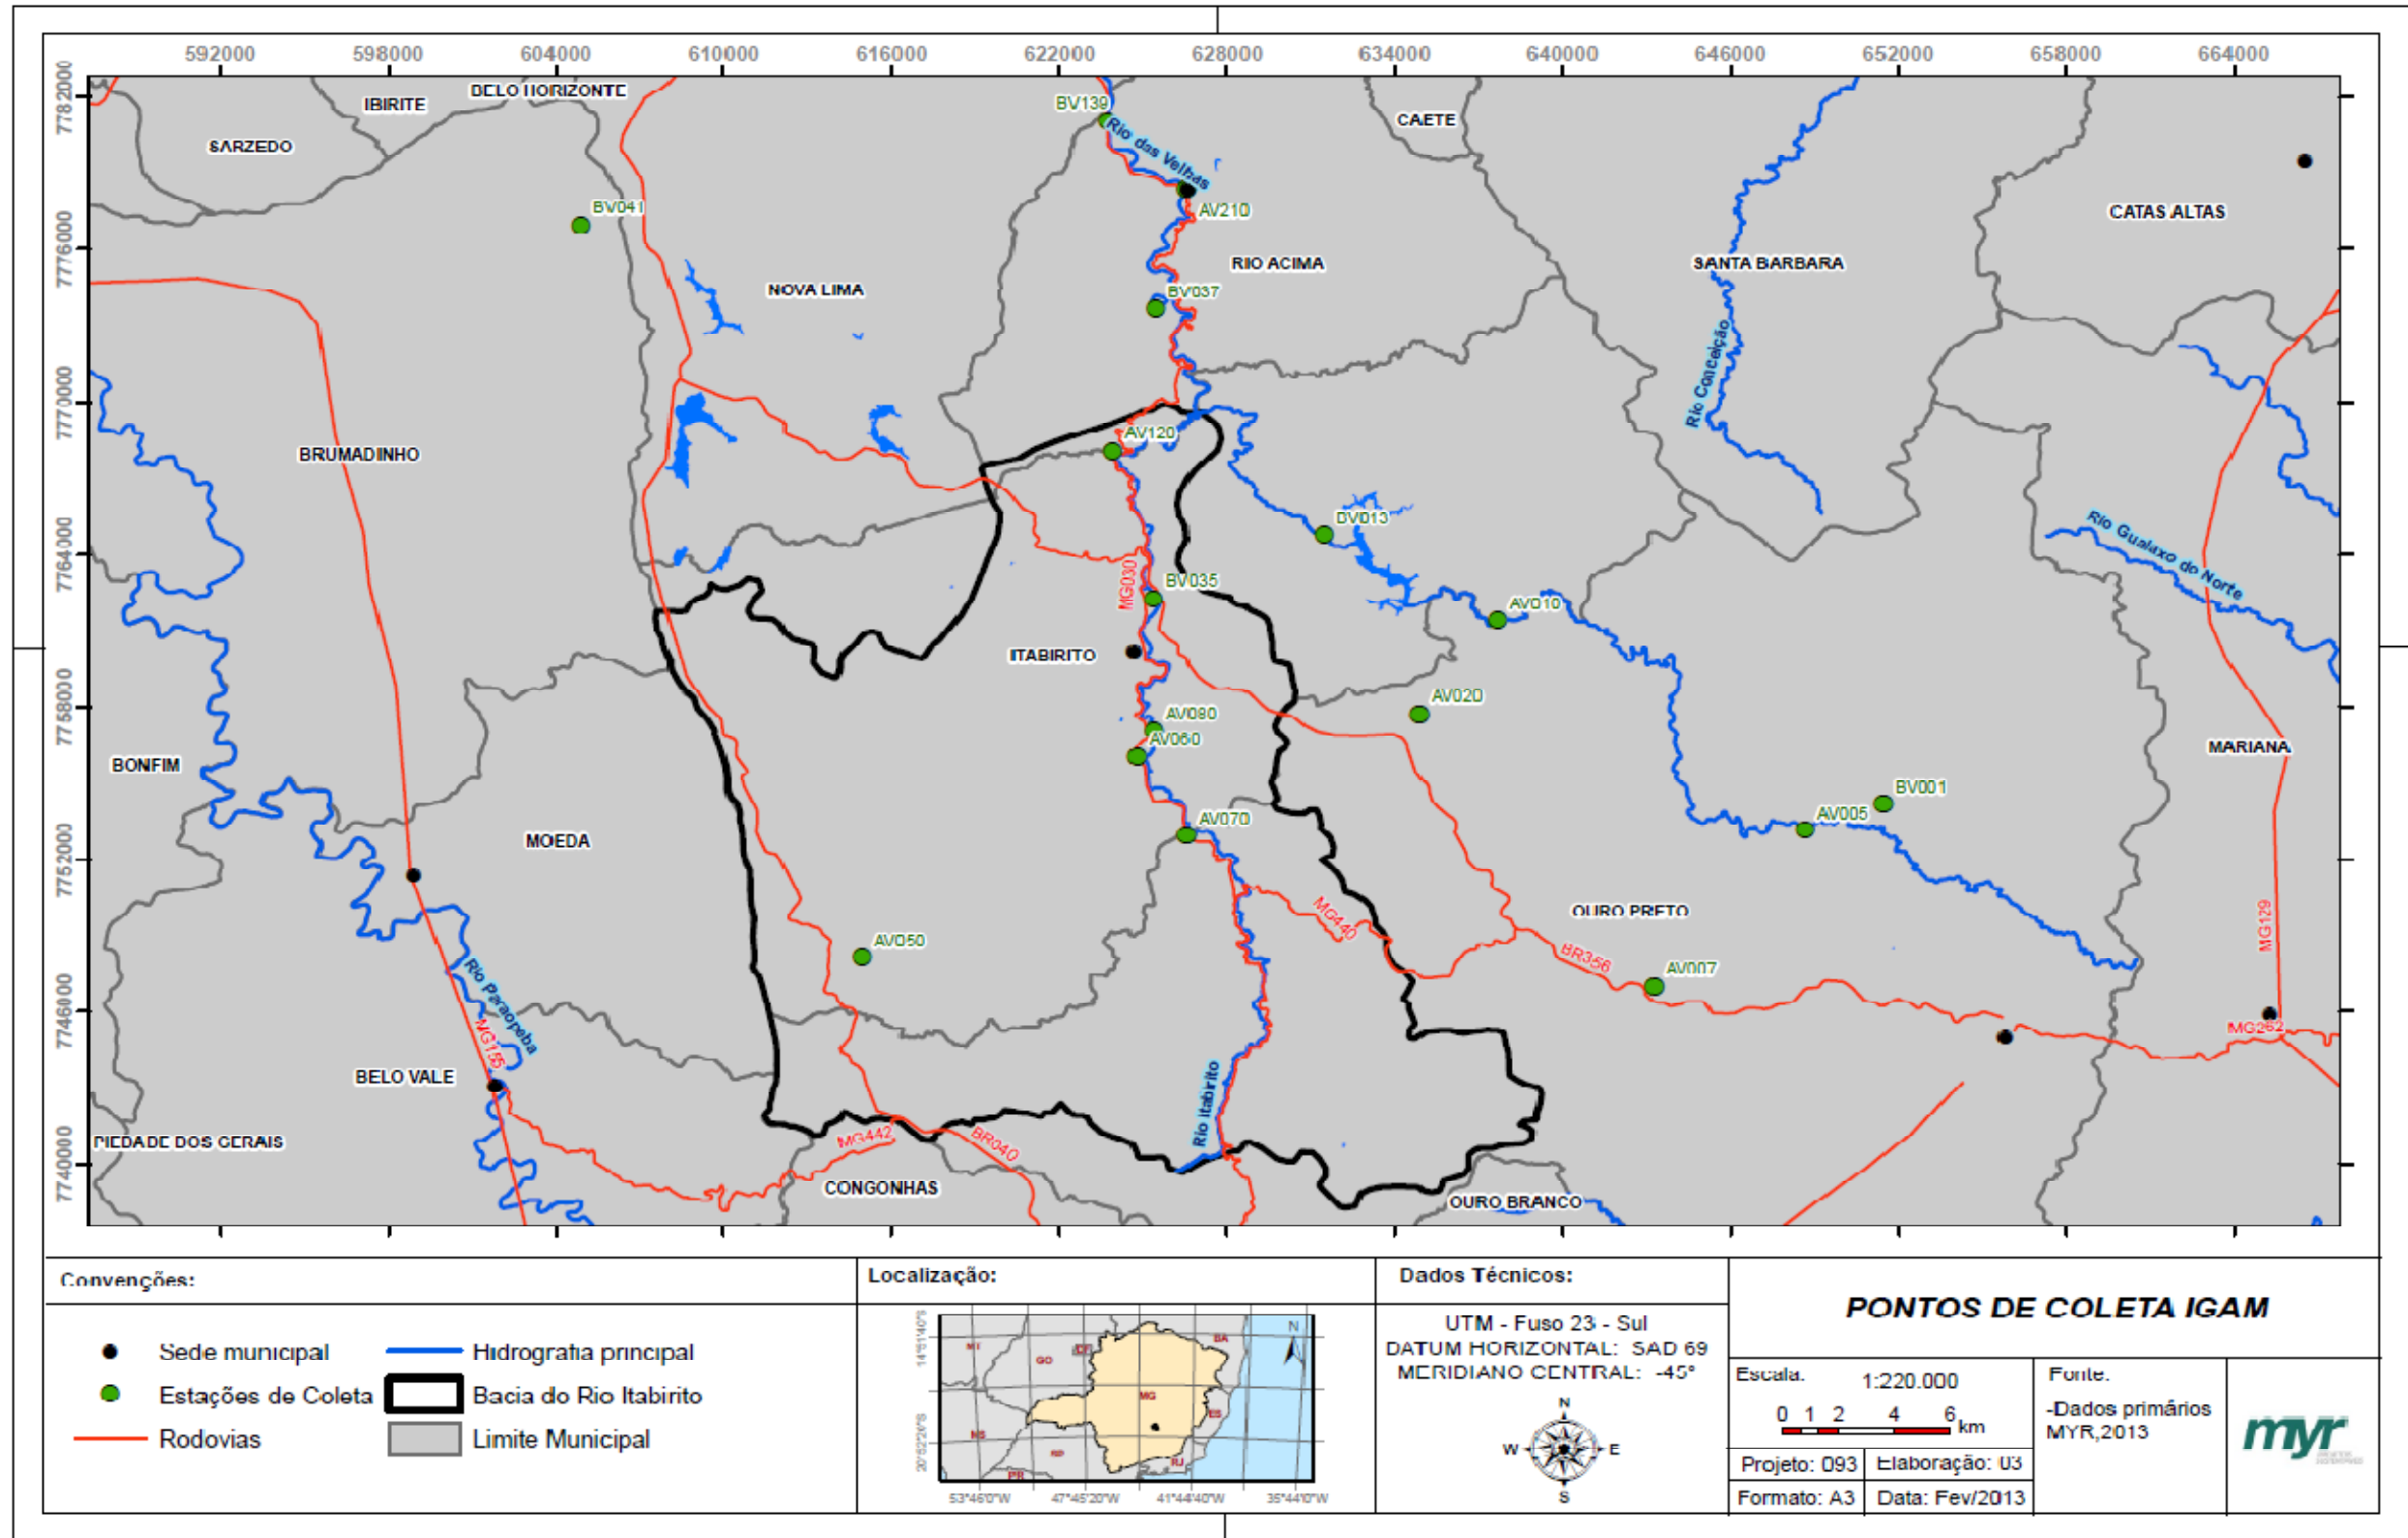 592000 598000 604000 610000 616000 622000 628000 634000 640000 646000 652000 658000 664000
7782000
7776000
7770000
7764000
7758000
7752000
7746000
7740000
BELO HORIZONTE
IBIRITE
SARZEDO
BV139
Rio das Velhas
CAETE
BV041
AV210
CATAS ALTAS
NOVA LIMA
RIO ACIMA
SANTA BARBARA
BV037
Rio Conceição
BRUMADINHO
AV120
BV013
Rio Gualaxo do Norte
MG030
BV035
AV010
ITABIRITO
AV020
AV080
AV060
MARIANA
BONFIM
BV001
AV005
AV070
MOEDA
OURO PRETO
MG440
MG129
AV050
BR356
AV007
Rio Paraopeba
MG155
MG262
BELO VALE
Rio Itabirito
PIEDADE DOS GERAIS
MG442
BR040
CONGONHAS
OURO BRANCO
Convenções:
Sede municipal
Estações de Coleta
Rodovias
Hidrografia principal
Bacia do Rio Itabirito
Limite Municipal
Localização:
N
MT
GO
DF
BA
MG
ES
MS
SP
RJ
PR
14°51'40"S
20°52'20"S
53°46'0"W 47°45'20"W 41°44'40"W 35°44'0"W
Dados Técnicos:
UTM - Fuso 23 - Sul
DATUM HORIZONTAL: SAD 69
MERIDIANO CENTRAL: -45°
N
W E
S
PONTOS DE COLETA IGAM
Escala:
1:220.000
0 1 2 4 6 km
Projeto: 093
Elaboração: 03
Formato: A3
Data: Fev/2013
Fonte:
-Dados primários
MYR,2013
myr